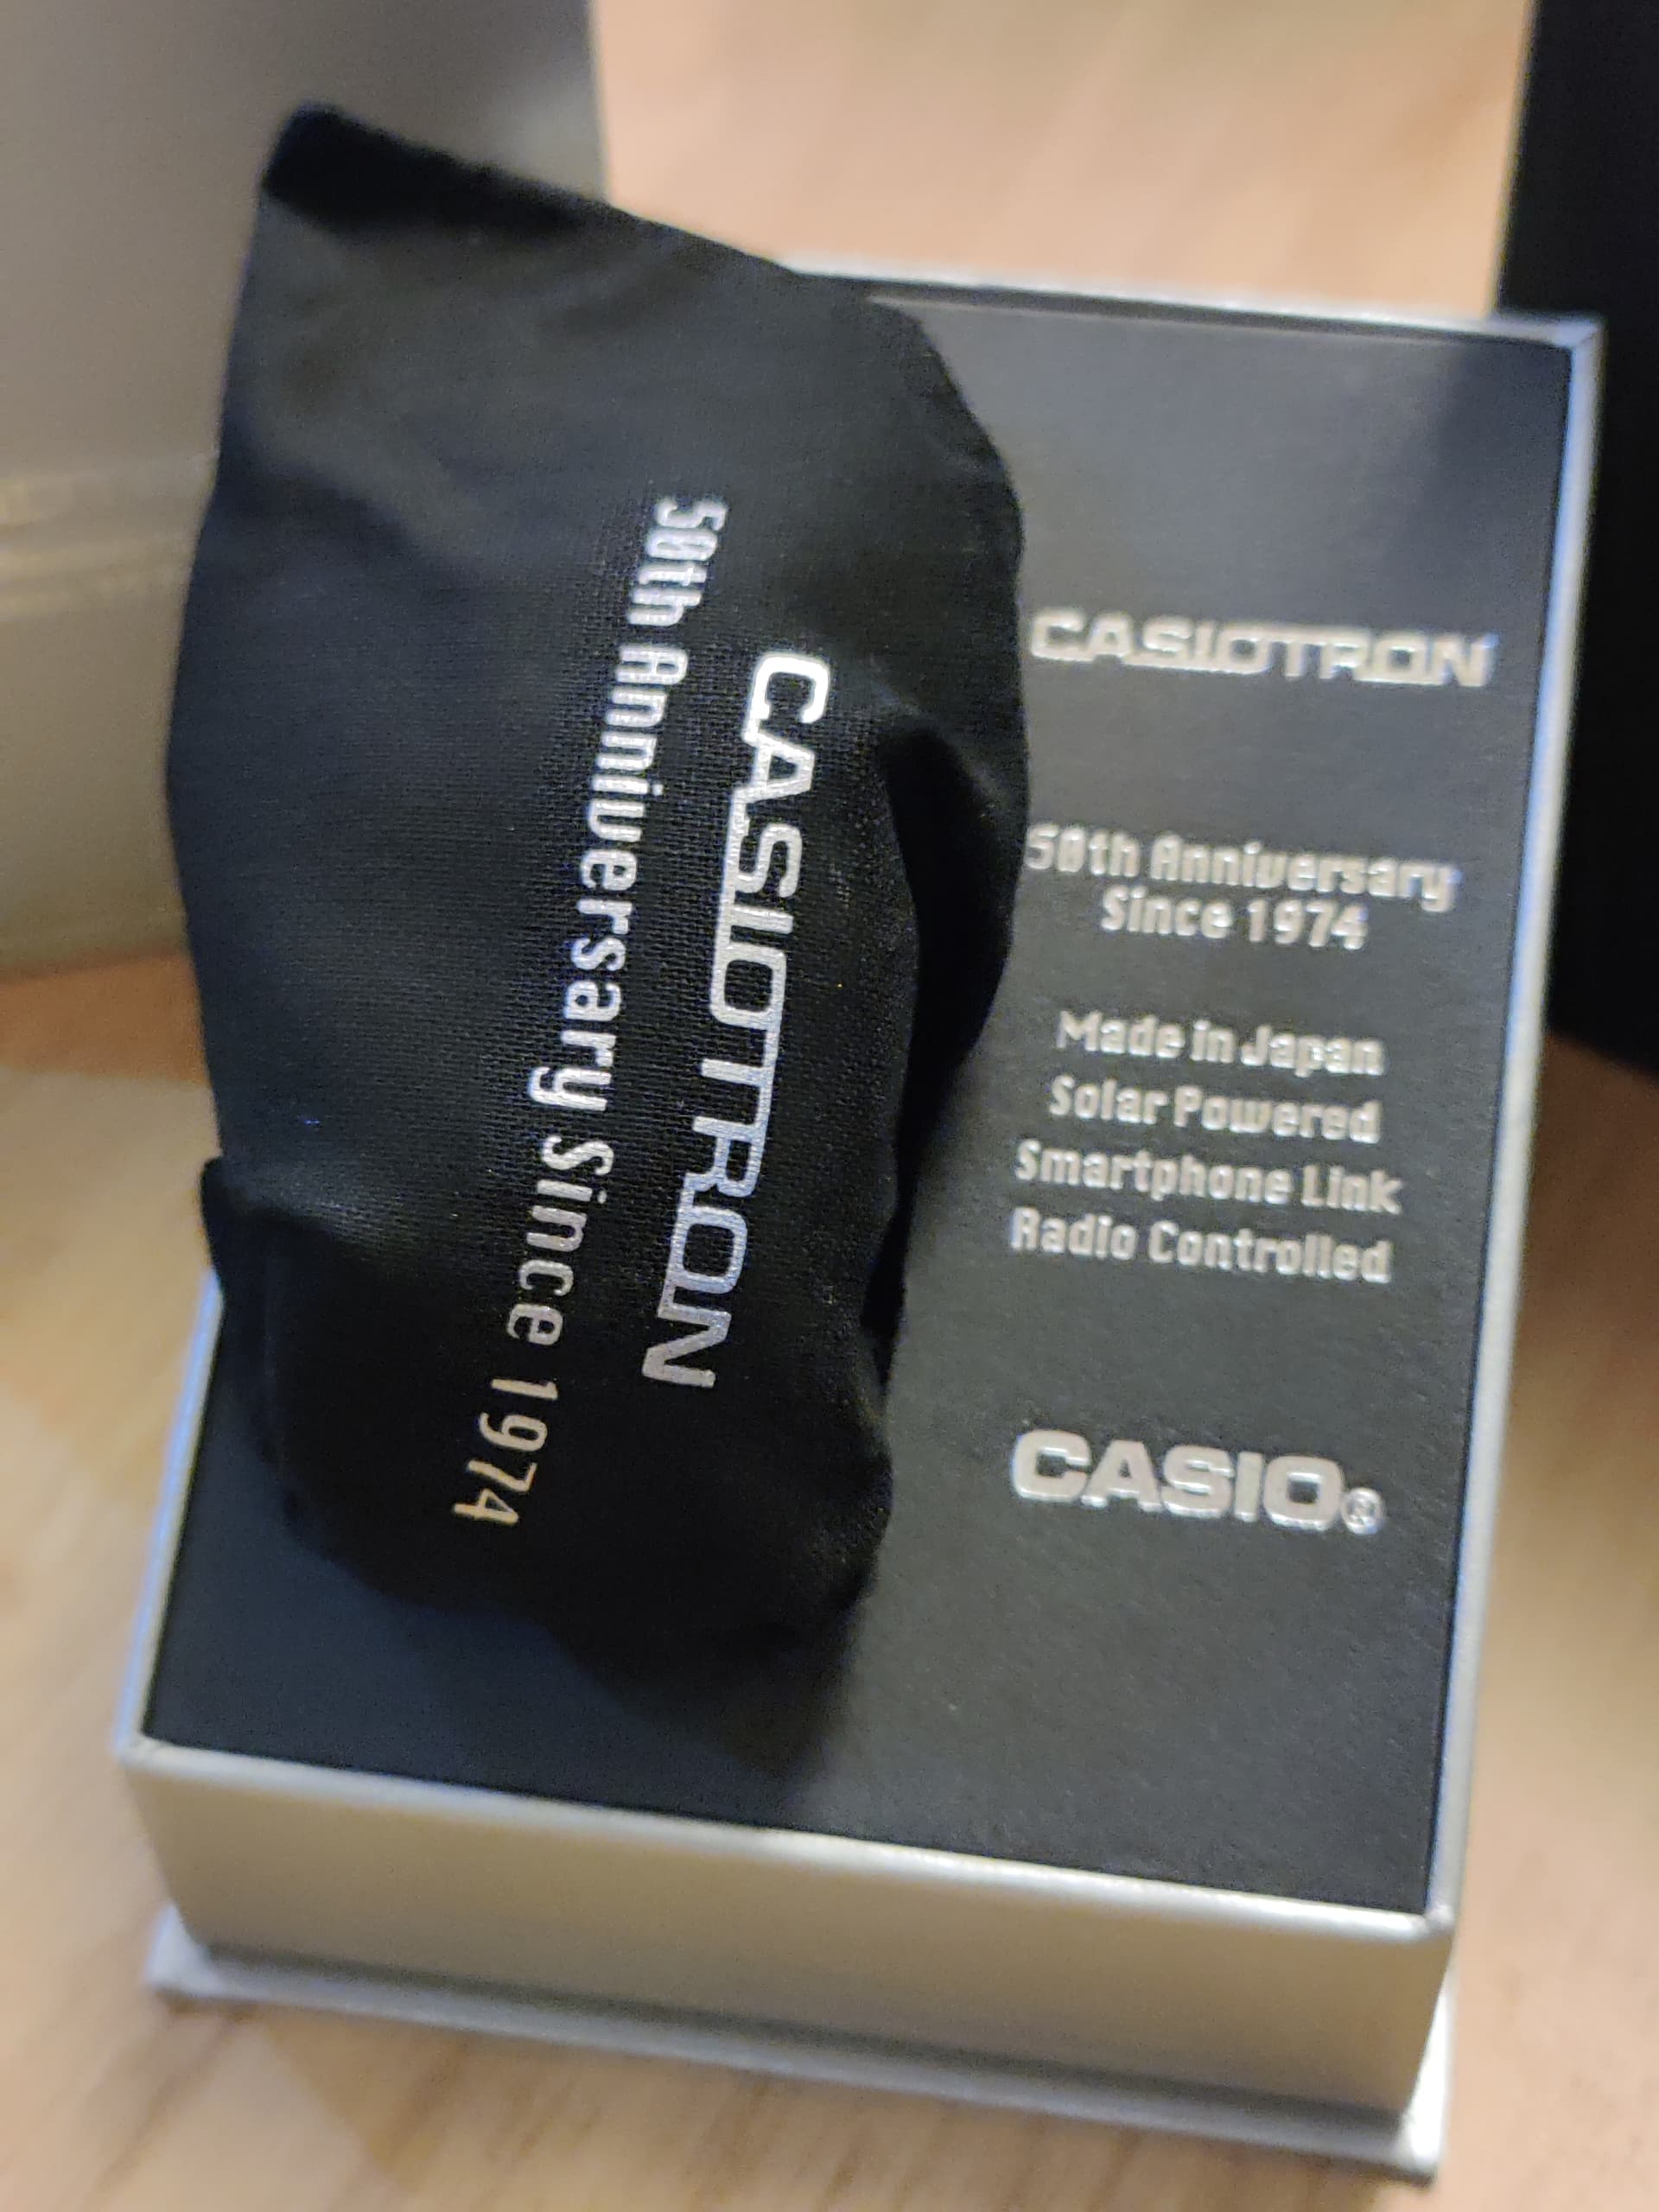 CASIOTRON
50th Anniversary Since 1974
CASIOTRON
50th Anniversary
Since 1974
Made in Japan
Solar Powered
Smartphone Link
Radio Controlled
CASIO®